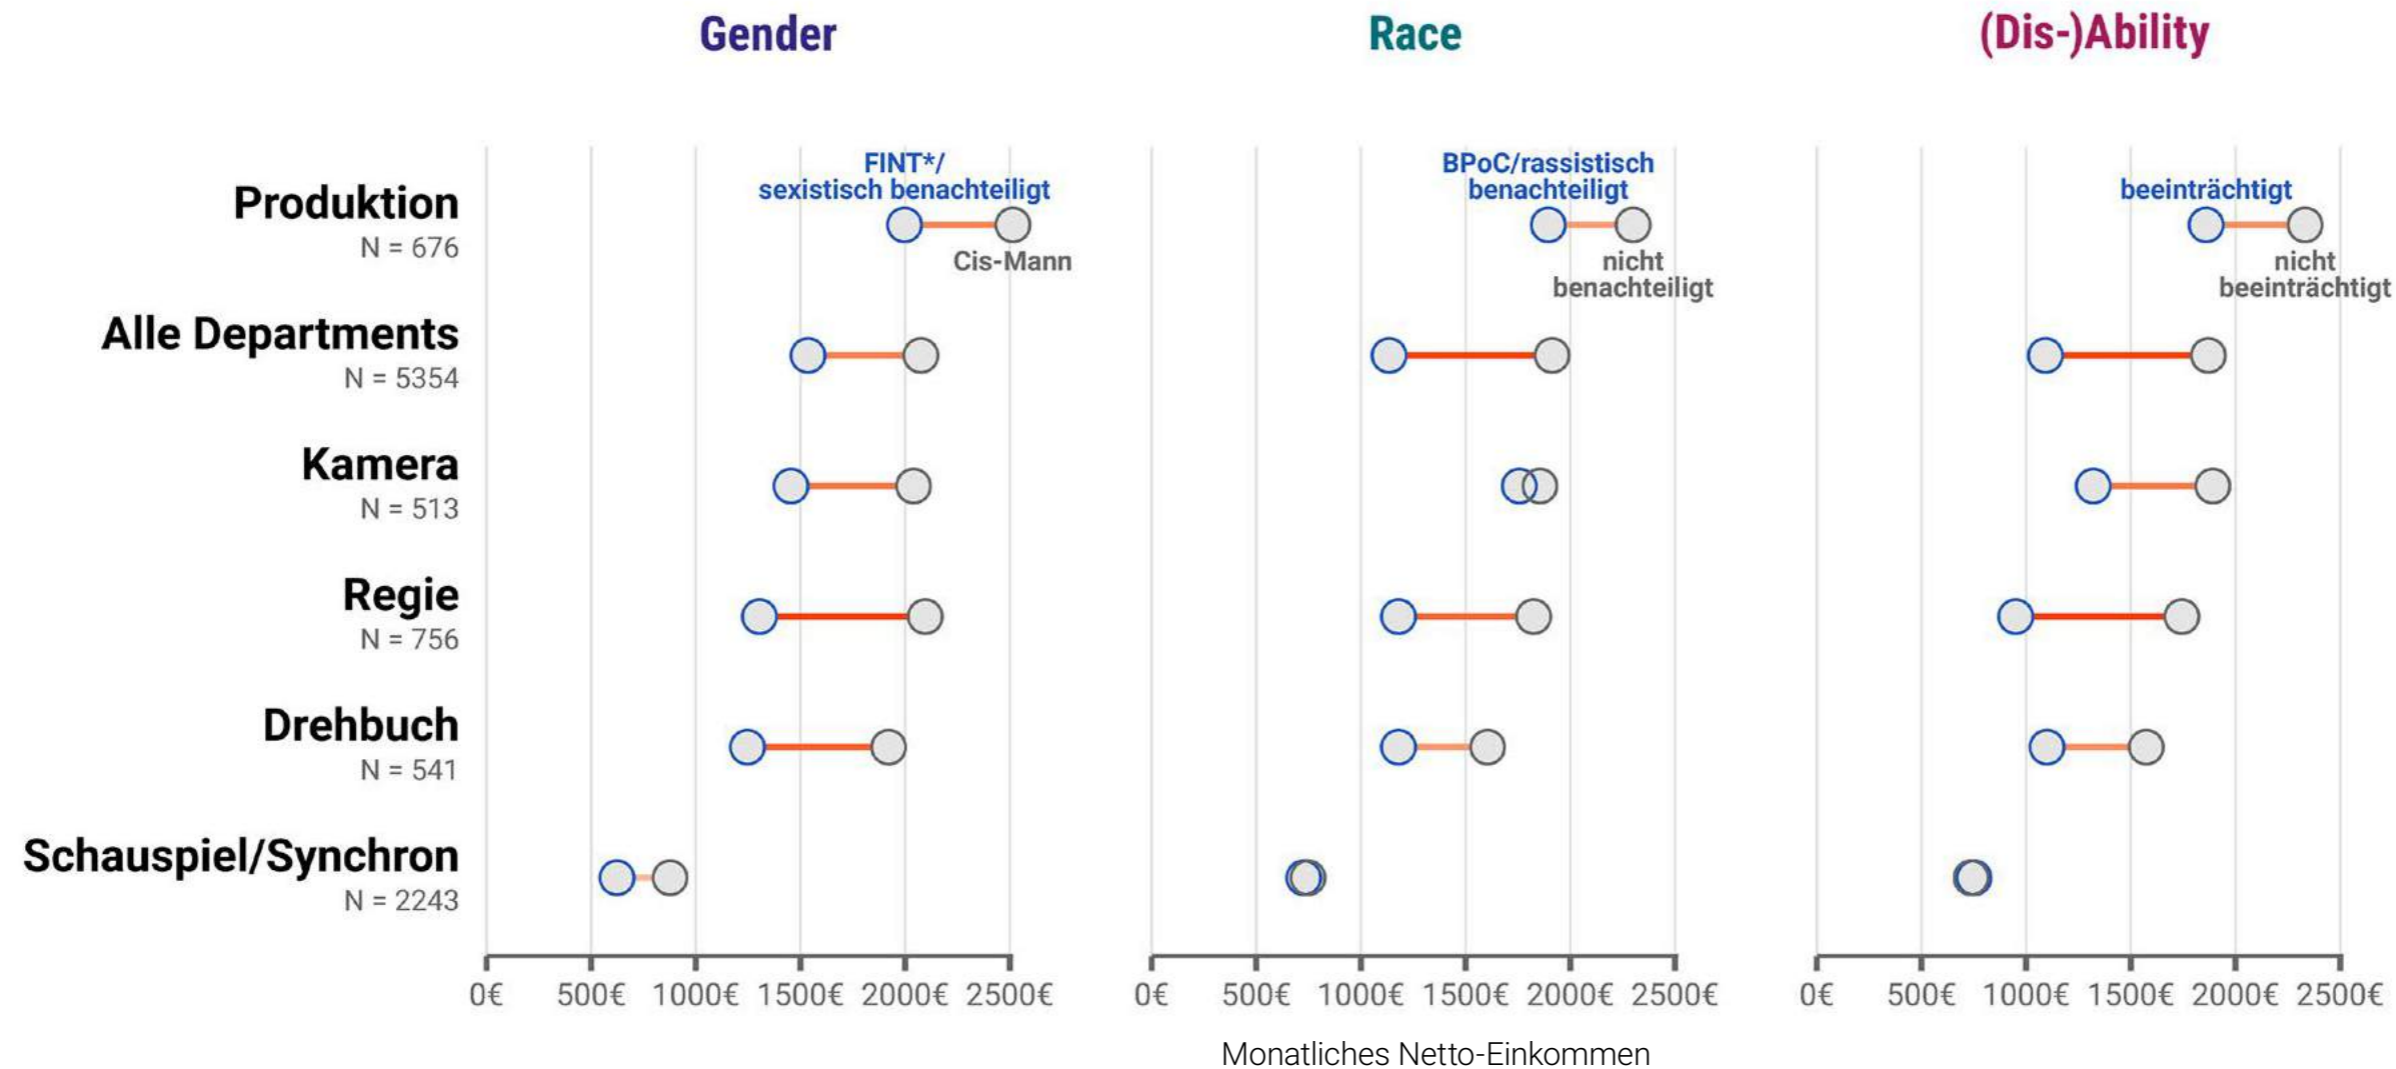 Gender
Race
(Dis-)Ability
FINT*/
sexistisch benachteiligt
BPoC/rassistisch
benachteiligt
beeinträchtigt
Produktion
N = 676
Cis-Mann
nicht
benachteiligt
nicht
beeinträchtigt
Alle Departments
N = 5354
Kamera
N = 513
Regie
N = 756
Drehbuch
N = 541
Schauspiel/Synchron
N = 2243
0€ 500€ 1000€ 1500€ 2000€ 2500€
0€ 500€ 1000€ 1500€ 2000€ 2500€
0€ 500€ 1000€ 1500€ 2000€ 2500€
Monatliches Netto-Einkommen